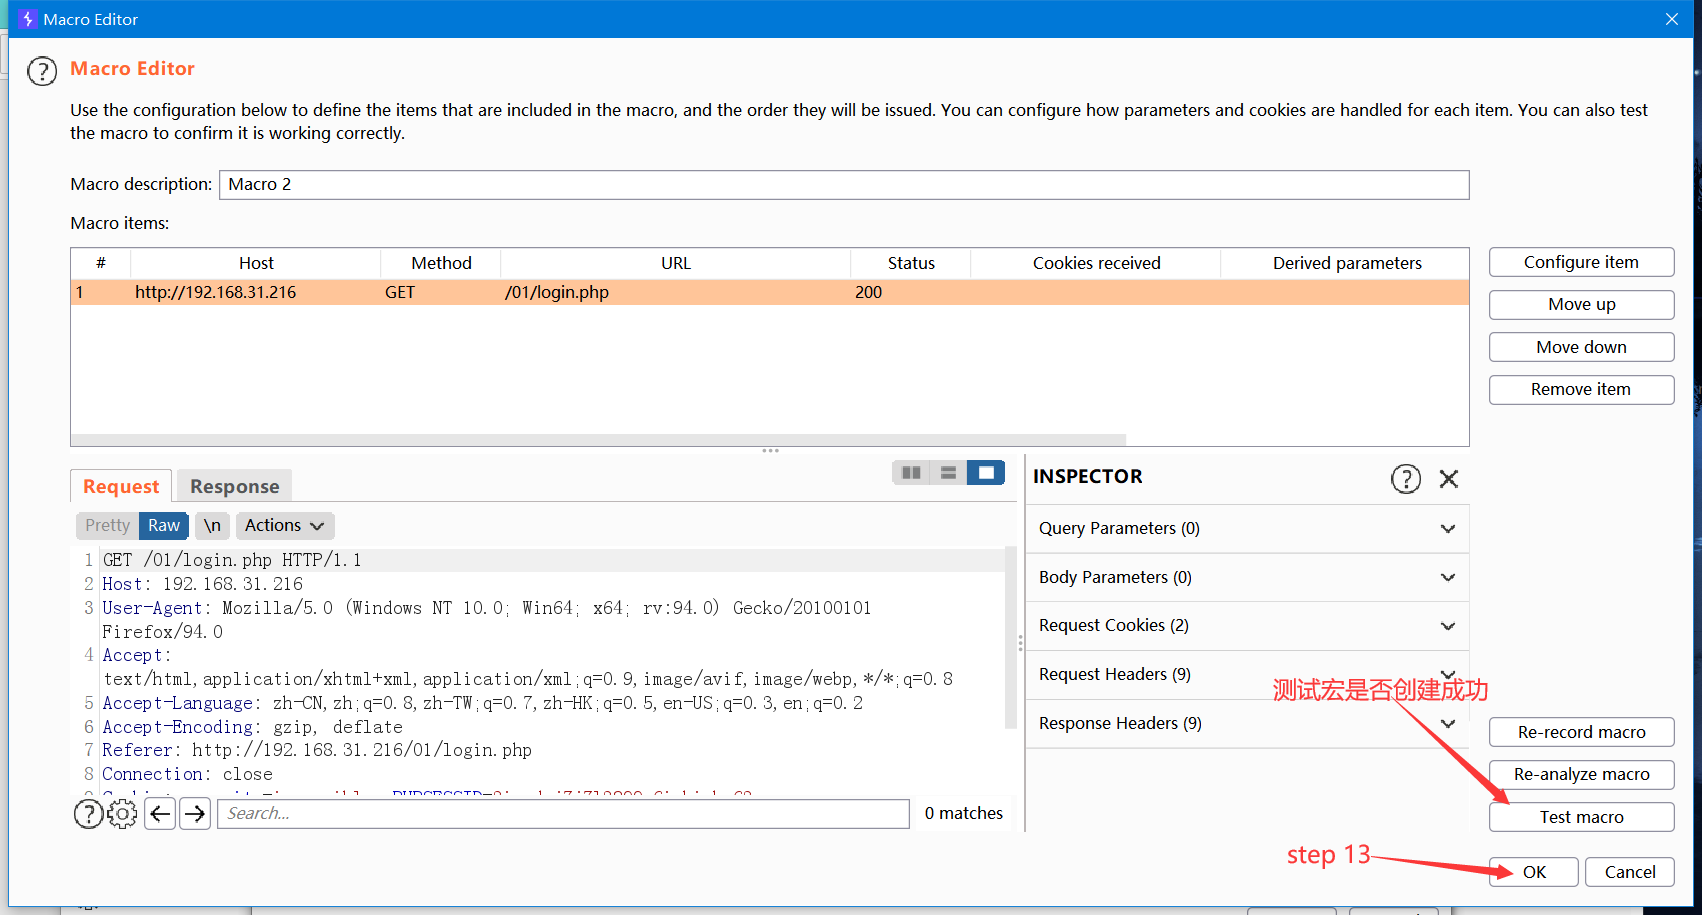 Macro Editor
Macro Editor
Use the configuration below to define the items that are included in the macro, and the order they will be issued. You can configure how parameters and cookies are handled for each item. You can also test
the macro to confirm it is working correctly.
Macro description: Macro 2
Macro items:
# Host Method URL Status Cookies received Derived parameters
1 http://192.168.31.216 GET /01/login.php 200
Configure item
Move up
Move down
Remove item
Request Response
Pretty Raw \n Actions
1 GET /01/login.php HTTP/1.1
2 Host: 192.168.31.216
3 User-Agent: Mozilla/5.0 (Windows NT 10.0; Win64; x64; rv:94.0) Gecko/20100101
Firefox/94.0
4 Accept:
text/html,application/xhtml+xml,application/xml;q=0.9,image/avif,image/webp,*/*;q=0.8
5 Accept-Language: zh-CN,zh;q=0.8,zh-TW;q=0.7,zh-HK;q=0.5,en-US;q=0.3,en;q=0.2
6 Accept-Encoding: gzip, deflate
7 Referer: http://192.168.31.216/01/login.php
8 Connection: close
Search...
0 matches
INSPECTOR
Query Parameters (0)
Body Parameters (0)
Request Cookies (2)
Request Headers (9)
Response Headers (9)
测试宏是否创建成功
Re-record macro
Re-analyze macro
Test macro
step 13
OK Cancel